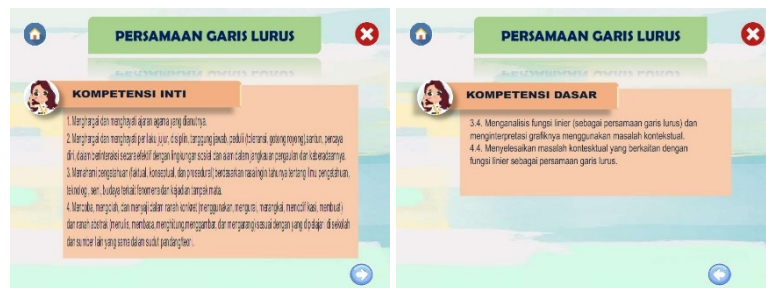 PERSAMAAN GARIS LURUS
KOMPETENSI INTI
1. Menghargai dan menghayati ajaran agama yang dianutnya.
2. Menghargai dan menghayati perilaku jujur, disiplin, tanggung jawab, peduli (toleransi, gotong royong) santun, percaya
diri, dalam berinteraksi secara efektif dengan lingkungan sosial dan alam dalam jangkauan pergaulan dan keberadaannya.
3. Memahami pengetahuan (faktual, konseptual, dan prosedural) berdasarkan rasa ingin tahunya tentang ilmu pengetahuan,
teknologi, seni, budaya terkait fenomena dan kejadian tampak mata.
4. Mencoba, mengolah, dan menyaji dalam ranah konkret (menggunakan, mengurai, merangkai, memodifikasi, membuat)
dan ranah abstrak (menulis, membaca, menghitung, menggambar, dan mengarang) sesuai dengan yang dipelajari di sekolah
dan sumber lain yang sama dalam sudut pandang/teori.
PERSAMAAN GARIS LURUS
KOMPETENSI DASAR
3.4. Menganalisis fungsi linier (sebagai persamaan garis lurus) dan
menginterpretasi grafiknya menggunakan masalah kontekstual.
4.4. Menyelesaikan masalah kontesktual yang berkaitan dengan
fungsi linier sebagai persamaan garis lurus.